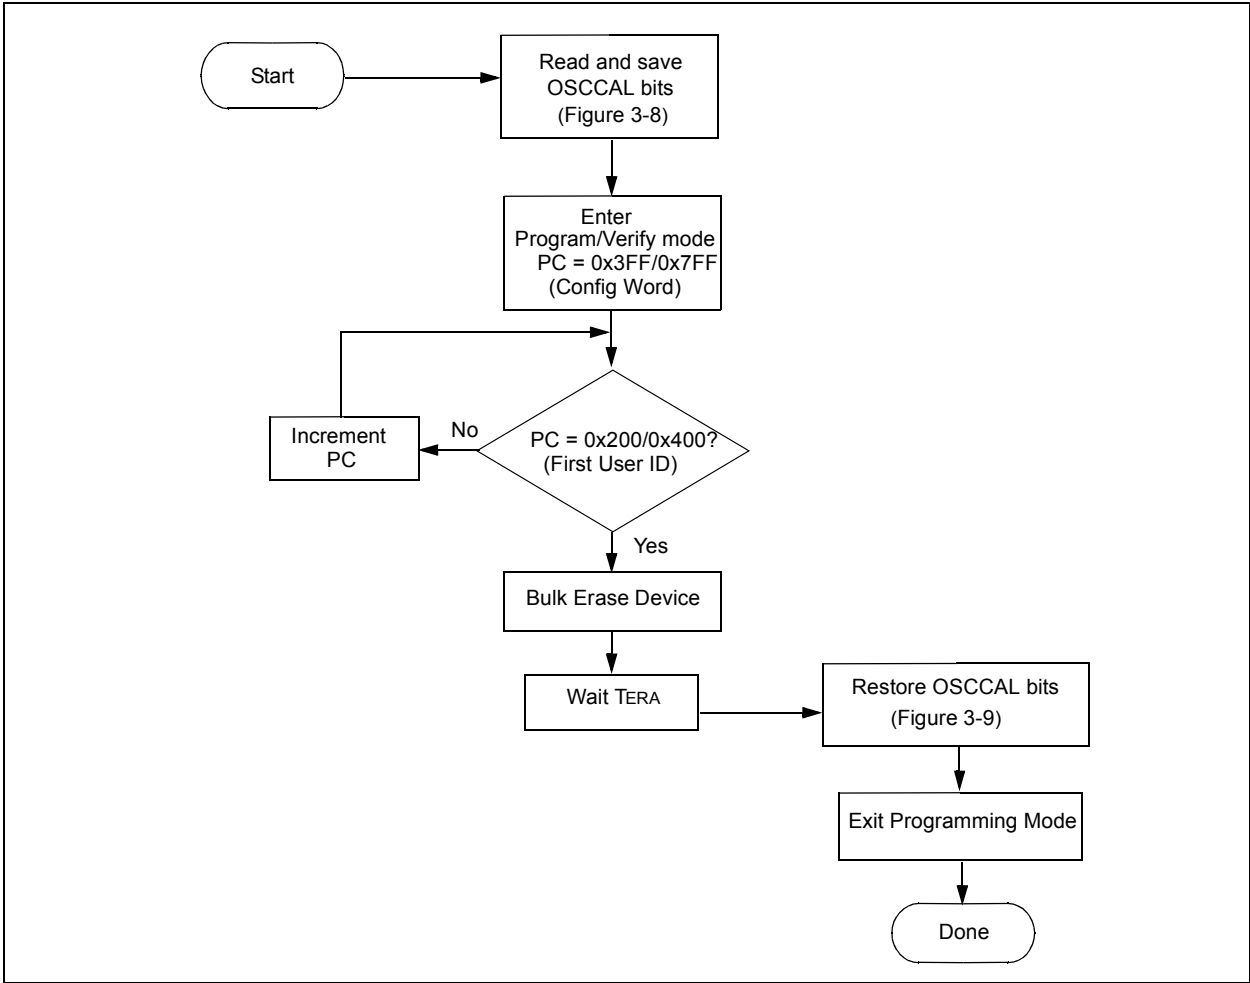 Start
Read and save
OSCCAL bits
(Figure 3-8)
Enter
Program/Verify mode
PC = 0x3FF/0x7FF
(Config Word)
Increment
PC
No
PC = 0x200/0x400?
(First User ID)
Yes
Bulk Erase Device
Wait TERA
Restore OSCCAL bits
(Figure 3-9)
Exit Programming Mode
Done